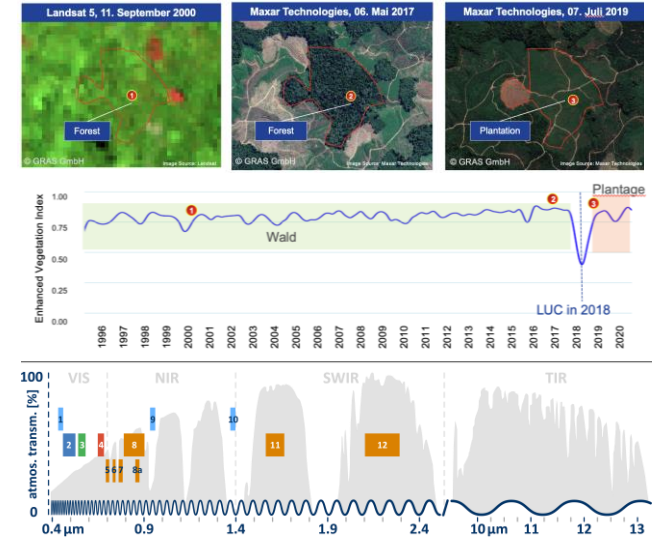 Landsat 5, 11. September 2000
Maxar Technologies, 06. Mai 2017
Maxar Technologies, 07. Juli 2019
1
2
3
Forest
Forest
Plantation
© GRAS GmbH
Image Source: Landsat
© GRAS GmbH
Image Source: Maxar Technologies
© GRAS GmbH
Image Source: Maxar Technologies
Enhanced Vegetation Index
1.00
0.75
0.50
0.25
0.00
1
2
3
Plantage
Wald
LUC in 2018
1996 1997 1998 1999 2000 2001 2002 2003 2004 2005 2006 2007 2008 2009 2010 2011 2012 2013 2014 2015 2016 2017 2018 2019 2020
atmos. transm. [%]
100
0
VIS NIR SWIR TIR
1 9 10
2 3 4 8 11 12
5 6 7 8a
0.4 µm 0.9 1.4 1.9 2.4 10 µm 11 12 13